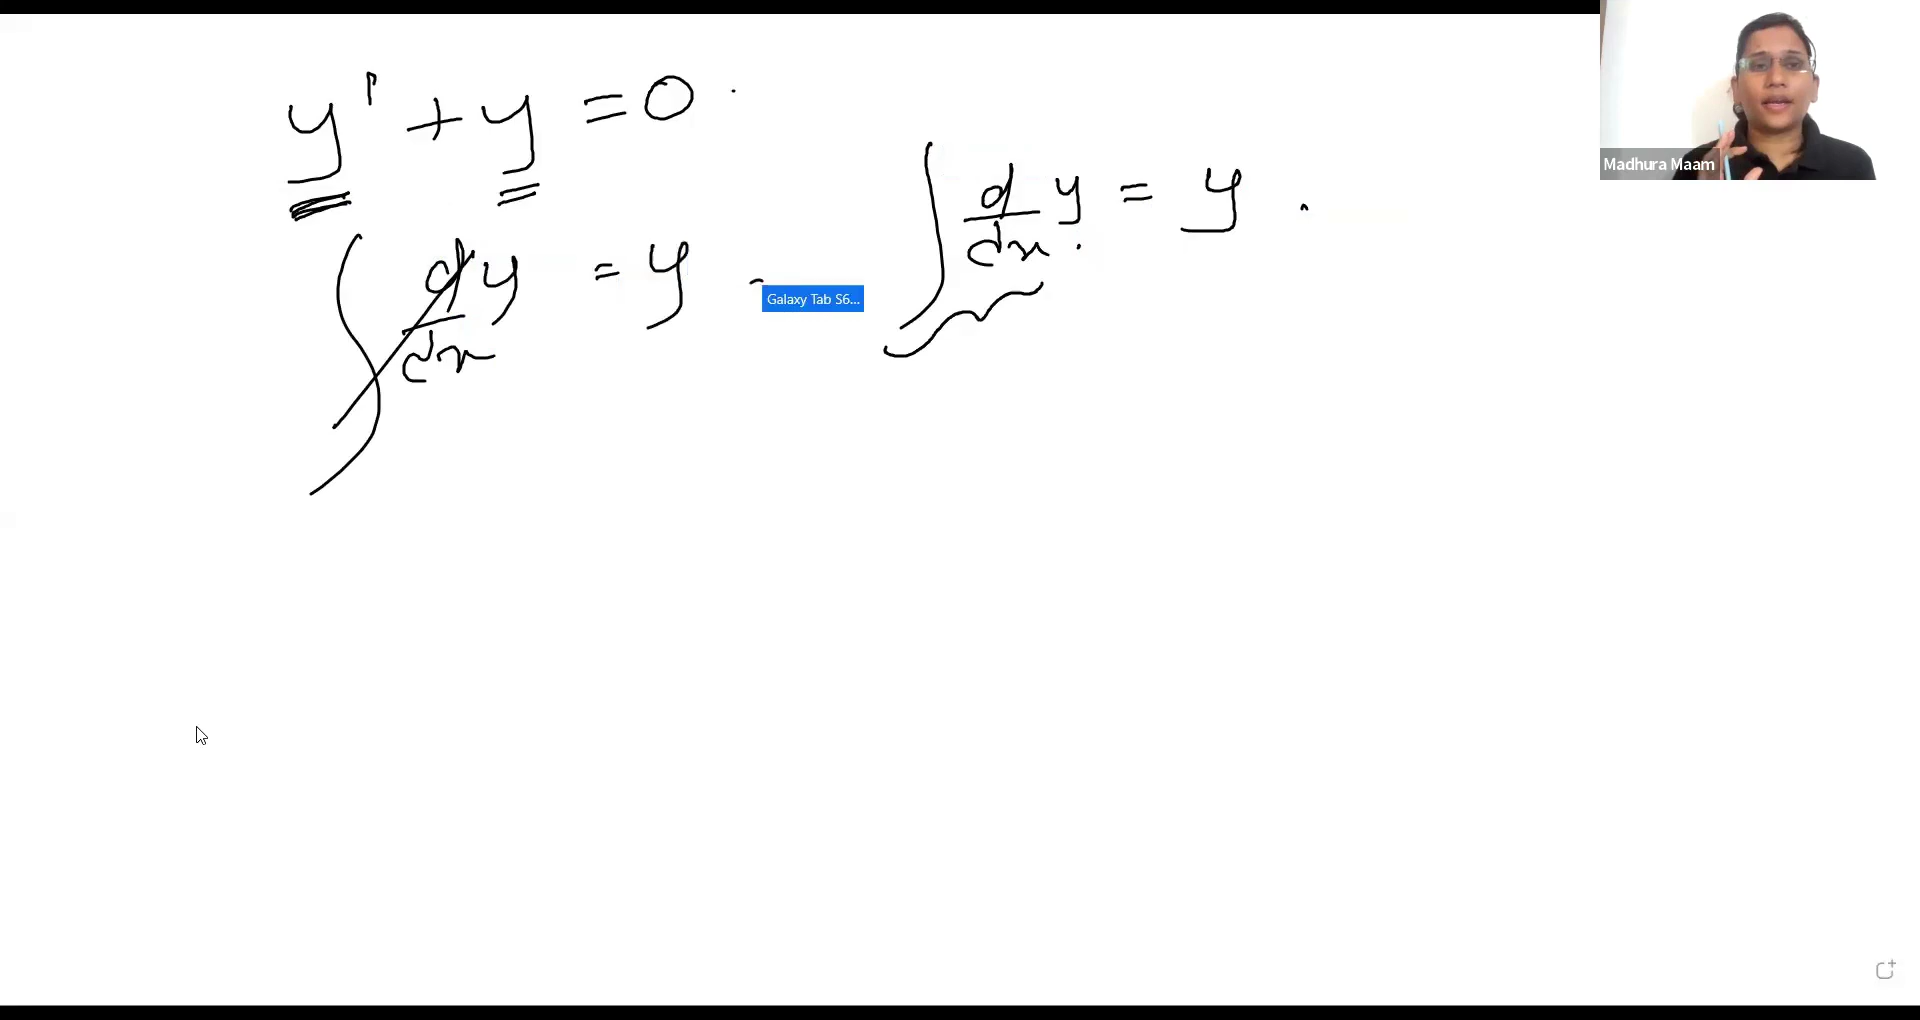 y' + y = 0 .
∫ d/dx y = y .
∫ d/dx y = y
Galaxy Tab S6...
Madhura Maam